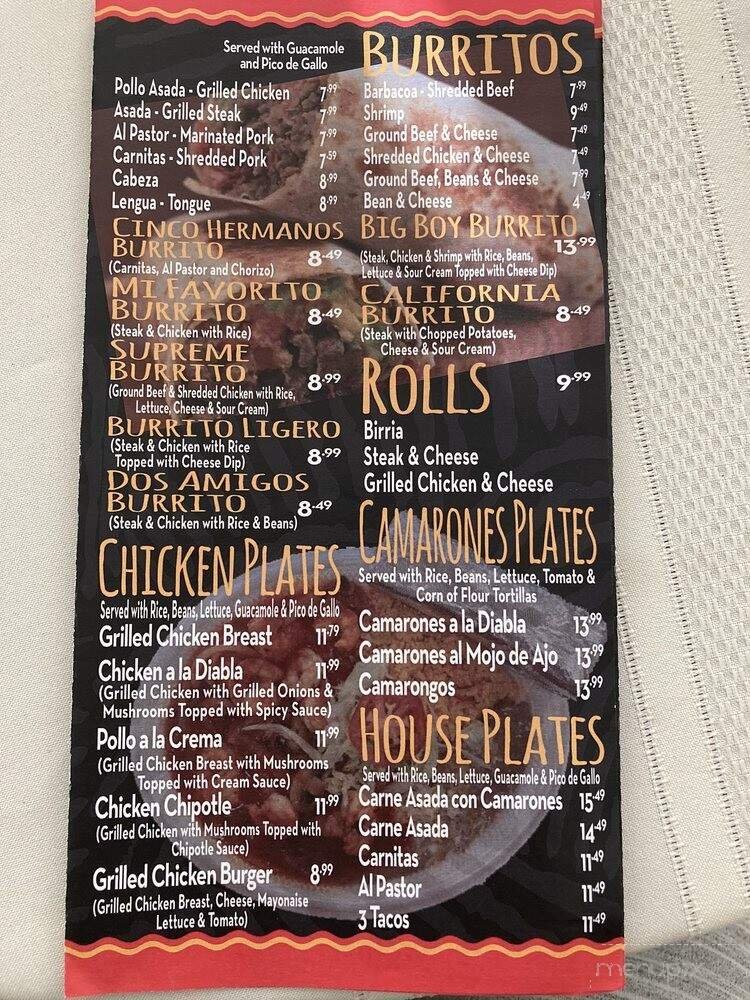 BURRITOS
Served with Guacamole
and Pico de Gallo
Pollo Asada - Grilled Chicken 7.99
Asada - Grilled Steak 7.99
Al Pastor - Marinated Pork 7.99
Carnitas - Shredded Pork 7.59
Cabeza 8.99
Lengua - Tongue 8.99
Barbacoa - Shredded Beef 7.99
Shrimp 9.49
Ground Beef & Cheese 7.49
Shredded Chicken & Cheese 7.49
Ground Beef, Beans & Cheese 7.99
Bean & Cheese 4.49
CINCO HERMANOS
BURRITO 8.49
(Carnitas, Al Pastor and Chorizo)
MI FAVORITO
BURRITO 8.49
(Steak & Chicken with Rice)
SUPREME
BURRITO 8.99
(Ground Beef & Shredded Chicken with Rice,
Lettuce, Cheese & Sour Cream)
BURRITO LIGERO
(Steak & Chicken with Rice
Topped with Cheese Dip) 8.99
DOS AMIGOS
BURRITO 8.49
(Steak & Chicken with Rice & Beans)
BIG BOY BURRITO
13.99
(Steak, Chicken & Shrimp with Rice, Beans,
Lettuce & Sour Cream Topped with Cheese Dip)
CALIFORNIA
BURRITO 8.49
(Steak with Chopped Potatoes,
Cheese & Sour Cream)
ROLLS 9.99
Birria
Steak & Cheese
Grilled Chicken & Cheese
CHICKEN PLATES
Served with Rice, Beans, Lettuce, Guacamole & Pico de Gallo
Grilled Chicken Breast 11.79
Chicken a la Diabla 11.99
(Grilled Chicken with Grilled Onions &
Mushrooms Topped with Spicy Sauce)
Pollo a la Crema 11.99
(Grilled Chicken Breast with Mushrooms
Topped with Cream Sauce)
Chicken Chipotle 11.99
(Grilled Chicken with Mushrooms Topped with
Chipotle Sauce)
Grilled Chicken Burger 8.99
(Grilled Chicken Breast, Cheese, Mayonaise
Lettuce & Tomato)
CAMARONES PLATES
Served with Rice, Beans, Lettuce, Tomato &
Corn of Flour Tortillas
Camarones a la Diabla 13.99
Camarones al Mojo de Ajo 13.99
Camarongos 13.99
HOUSE PLATES
Served with Rice, Beans, Lettuce, Guacamole & Pico de Gallo
Carne Asada con Camarones 15.49
Carne Asada 14.49
Carnitas 11.49
Al Pastor 11.49
3 Tacos 11.49
menupix